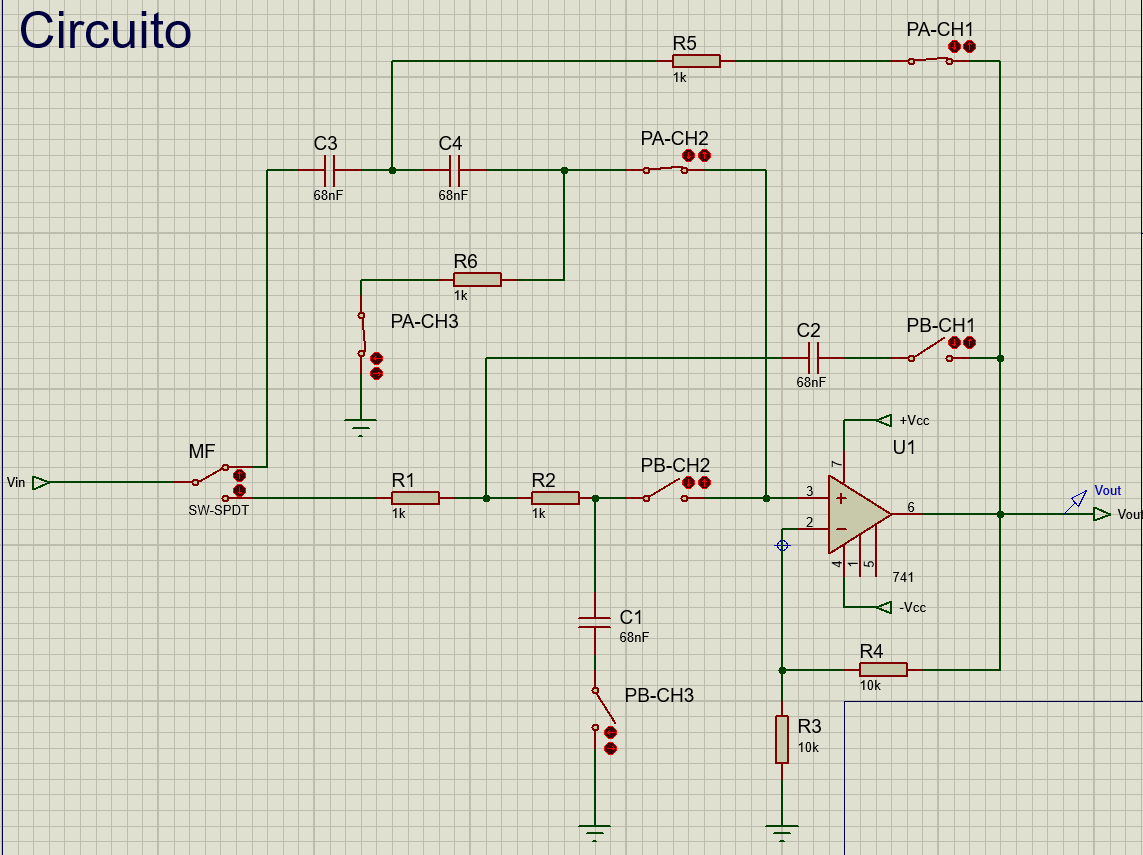 Circuito
PA-CH1
R5
1k
C3
C4
PA-CH2
68nF
68nF
R6
1k
PA-CH3
C2
PB-CH1
68nF
+Vcc
U1
MF
Vin
SW-SPDT
R1
1k
R2
1k
PB-CH2
7
3
2
6
4
1
5
741
-Vcc
Vout
Vout
C1
68nF
R4
10k
PB-CH3
R3
10k